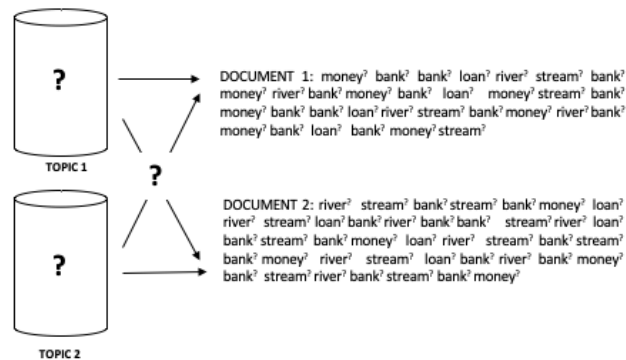 ?
TOPIC 1
DOCUMENT 1: money? bank? bank? loan? river? stream? bank?
money? river? bank? money? bank? loan? money? stream? bank?
money? bank? bank? loan? river? stream? bank? money? river? bank?
money? bank? loan? bank? money? stream?
?
?
TOPIC 2
DOCUMENT 2: river? stream? bank? stream? bank? money? loan?
river? stream? loan? bank? river? bank? bank? stream? river? loan?
bank? stream? bank? money? loan? river? stream? bank? stream?
bank? money? river? stream? loan? bank? river? bank? money?
bank? stream? river? bank? stream? bank? money?